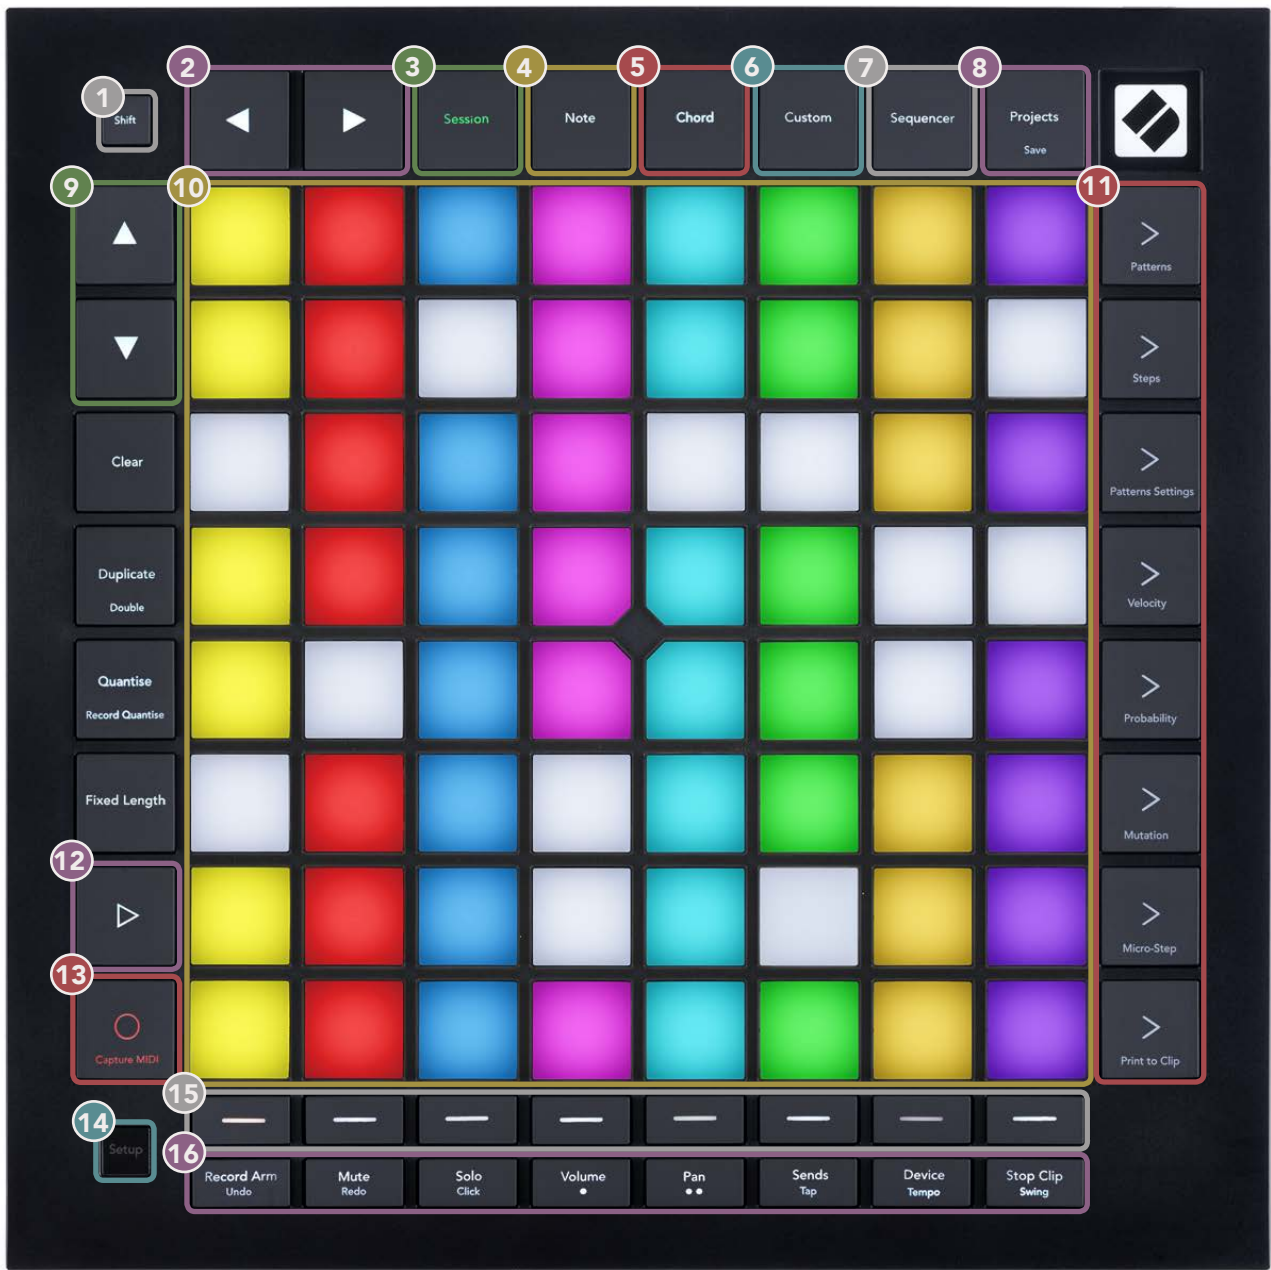 1
Shift
2
3
Session
4
Note
5
Chord
6
Custom
7
Sequencer
8
Projects
Save
9
10
11
Patterns
Steps
Clear
Patterns Settings
Duplicate
Double
Velocity
Quantise
Record Quantise
Probability
Fixed Length
Mutation
12
Micro-Step
13
Capture MIDI
Print to Clip
14
Setup
15
16
Record Arm
Undo
Mute
Redo
Solo
Click
Volume
Pan
Sends
Tap
Device
Tempo
Stop Clip
Swing